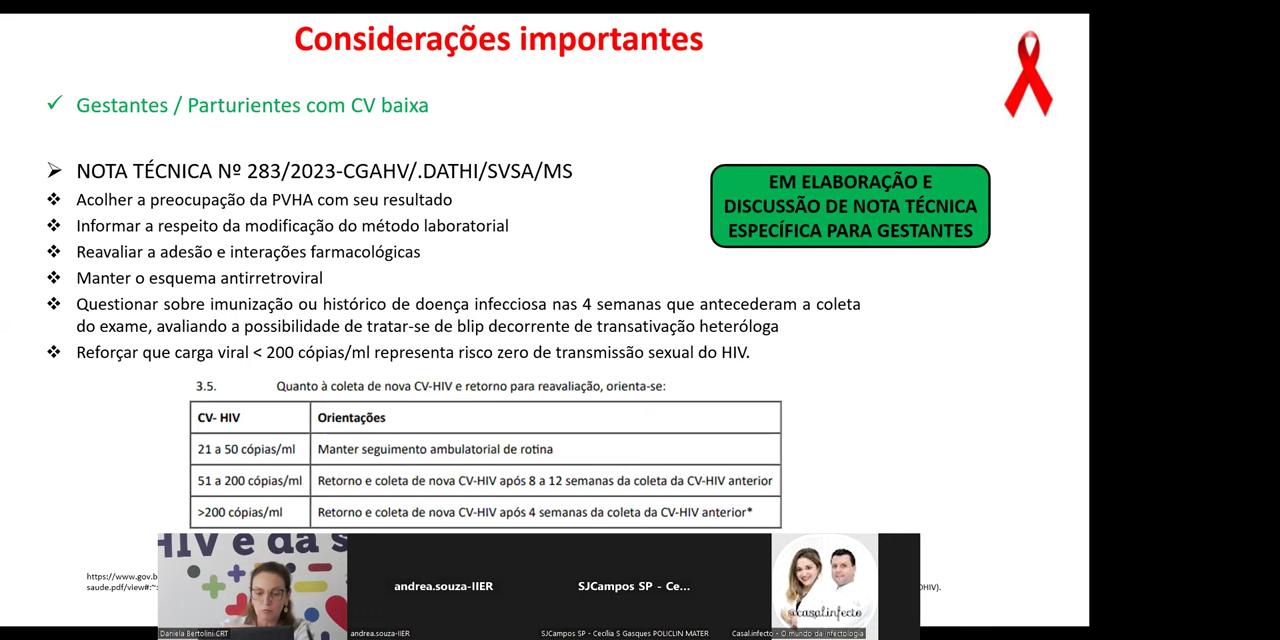 Considerações importantes
✓ Gestantes / Parturientes com CV baixa
➢ NOTA TÉCNICA Nº 283/2023-CGAHV/.DATHI/SVSA/MS
❖ Acolher a preocupação da PVHA com seu resultado
❖ Informar a respeito da modificação do método laboratorial
❖ Reavaliar a adesão e interações farmacológicas
❖ Manter o esquema antirretroviral
❖ Questionar sobre imunização ou histórico de doença infecciosa nas 4 semanas que antecederam a coleta
do exame, avaliando a possibilidade de tratar-se de blip decorrente de transativação heteróloga
❖ Reforçar que carga viral < 200 cópias/ml representa risco zero de transmissão sexual do HIV.
EM ELABORAÇÃO E
DISCUSSÃO DE NOTA TÉCNICA
ESPECÍFICA PARA GESTANTES
3.5. Quanto à coleta de nova CV-HIV e retorno para reavaliação, orienta-se:
CV- HIV Orientações
21 a 50 cópias/ml Manter seguimento ambulatorial de rotina
51 a 200 cópias/ml Retorno e coleta de nova CV-HIV após 8 a 12 semanas da coleta da CV-HIV anterior
>200 cópias/ml Retorno e coleta de nova CV-HIV após 4 semanas da coleta da CV-HIV anterior*
https://www.gov.b
saude.pdf/view#:~:
HIV e da s
andrea.souza-IIER
SJCampos SP - Ce...
@casal.infecto
Daniela Bertolini.CRT
andrea.souza-IIER
SJCampos SP - Cecília S Gasques POLICLIN MATER
Casal.infecto - O mundo da infectologia